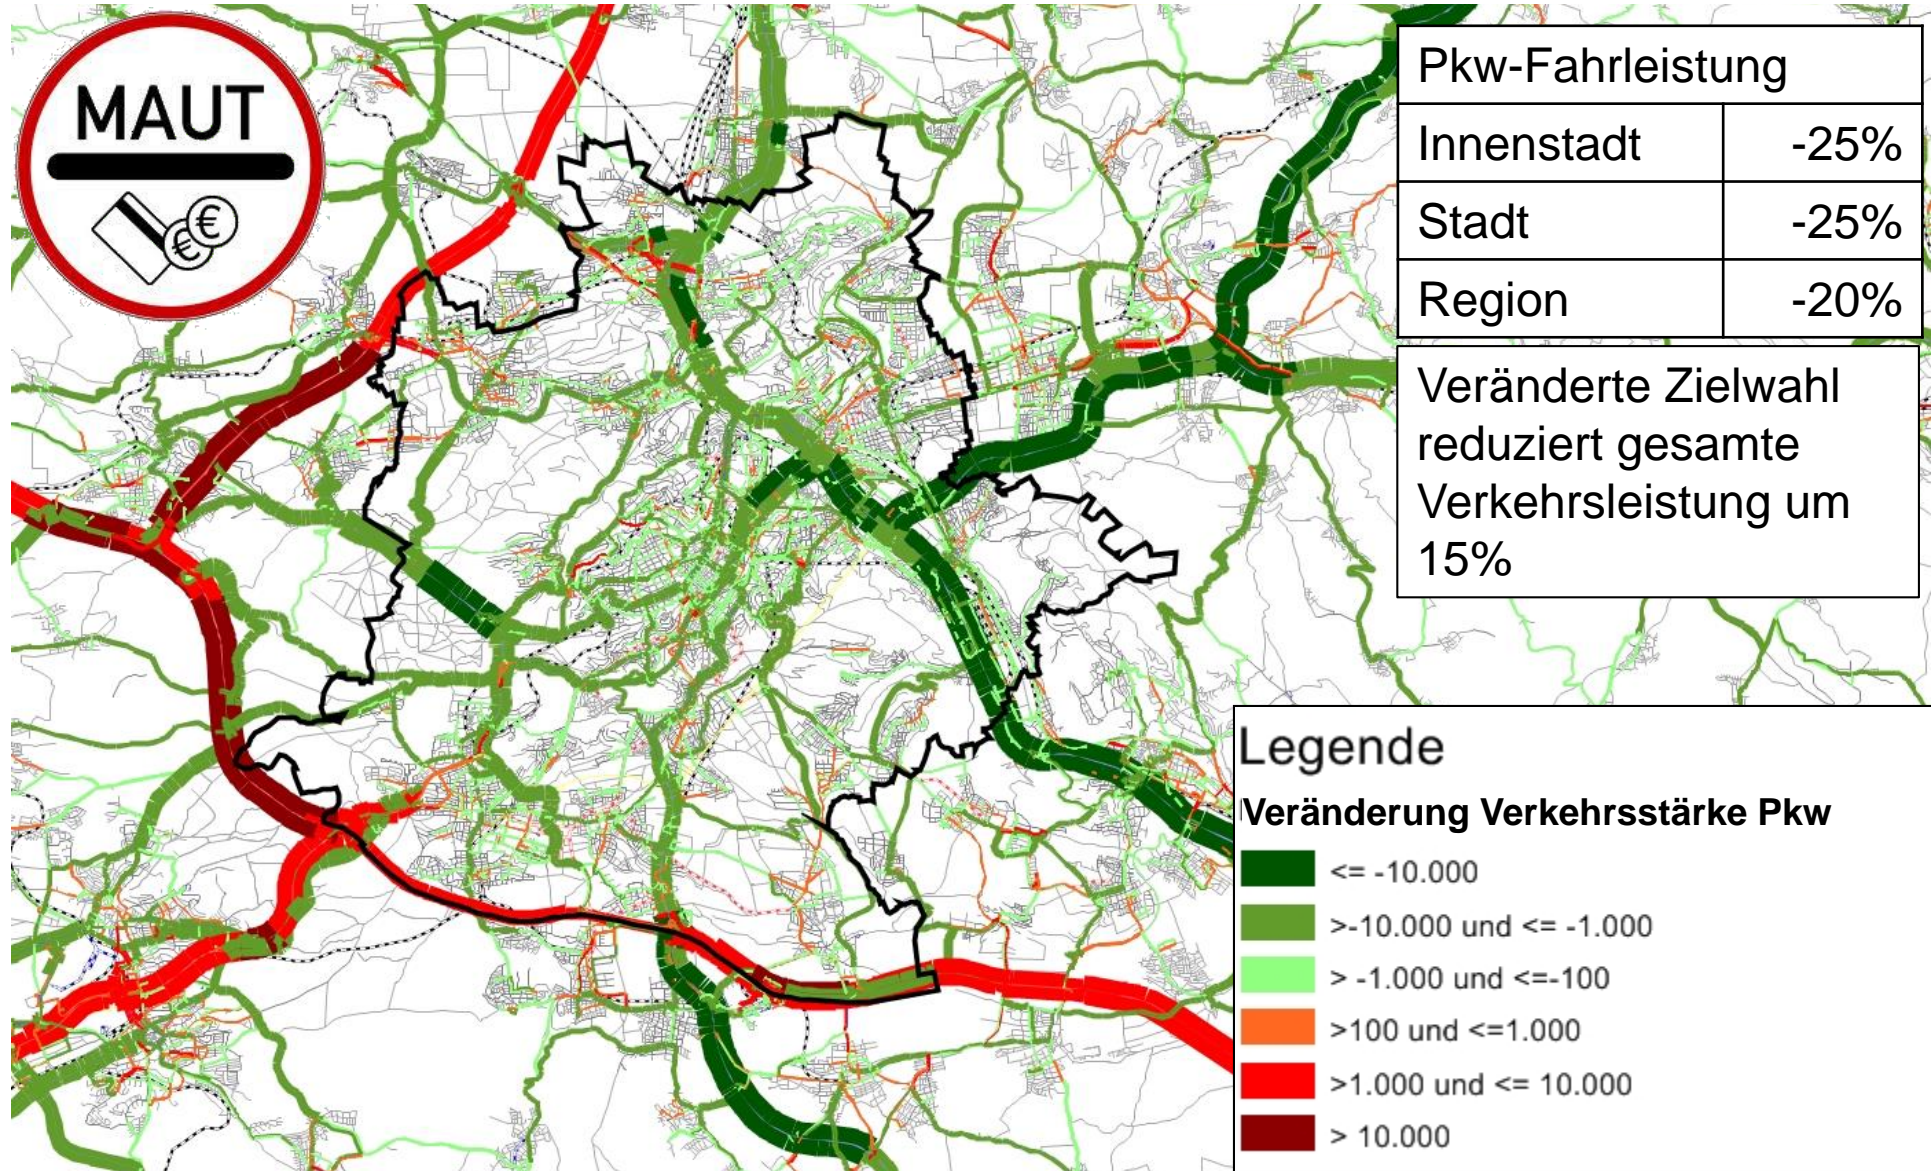 MAUT
€
€
Pkw-Fahrleistung
Innenstadt -25%
Stadt -25%
Region -20%
Veränderte Zielwahl
reduziert gesamte
Verkehrsleistung um
15%
Legende
Veränderung Verkehrsstärke Pkw
<= -10.000
>-10.000 und <= -1.000
> -1.000 und <=-100
>100 und <=1.000
>1.000 und <= 10.000
> 10.000